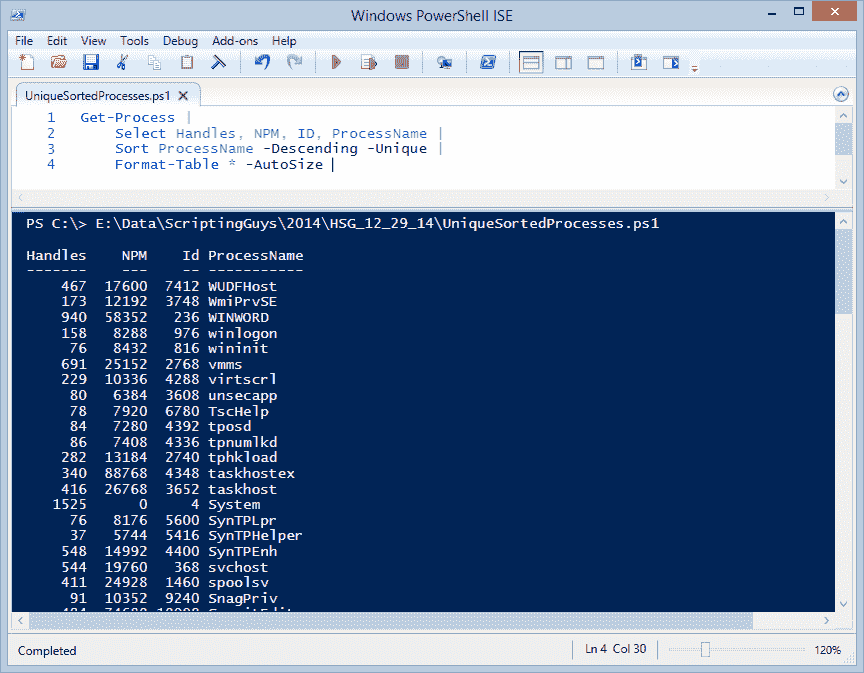 Windows PowerShell ISE
File Edit View Tools Debug Add-ons Help
UniqueSortedProcesses.ps1
1 Get-Process |
2 Select Handles, NPM, ID, ProcessName |
3 Sort ProcessName -Descending -Unique |
4 Format-Table * -AutoSize
PS C:\> E:\Data\ScriptingGuys\2014\HSG_12_29_14\UniqueSortedProcesses.ps1
Handles NPM Id ProcessName
------- --- -- -----------
467 17600 7412 WUDFHost
173 12192 3748 WmiPrvSE
940 58352 236 WINWORD
158 8288 976 winlogon
76 8432 816 wininit
691 25152 2768 vmms
229 10336 4288 virtscrl
80 6384 3608 unsecapp
78 7920 6780 TscHelp
84 7280 4392 tposd
86 7408 4336 tpnumlkd
282 13184 2740 tphkload
340 88768 4348 taskhostex
416 26768 3652 taskhost
1525 0 4 System
76 8176 5600 SynTPLpr
37 5744 5416 SynTPHelper
548 14992 4400 SynTPEnh
544 19760 368 svchost
411 24928 1460 spoolsv
91 10352 9240 SnagPriv
Completed
Ln 4 Col 30
120%